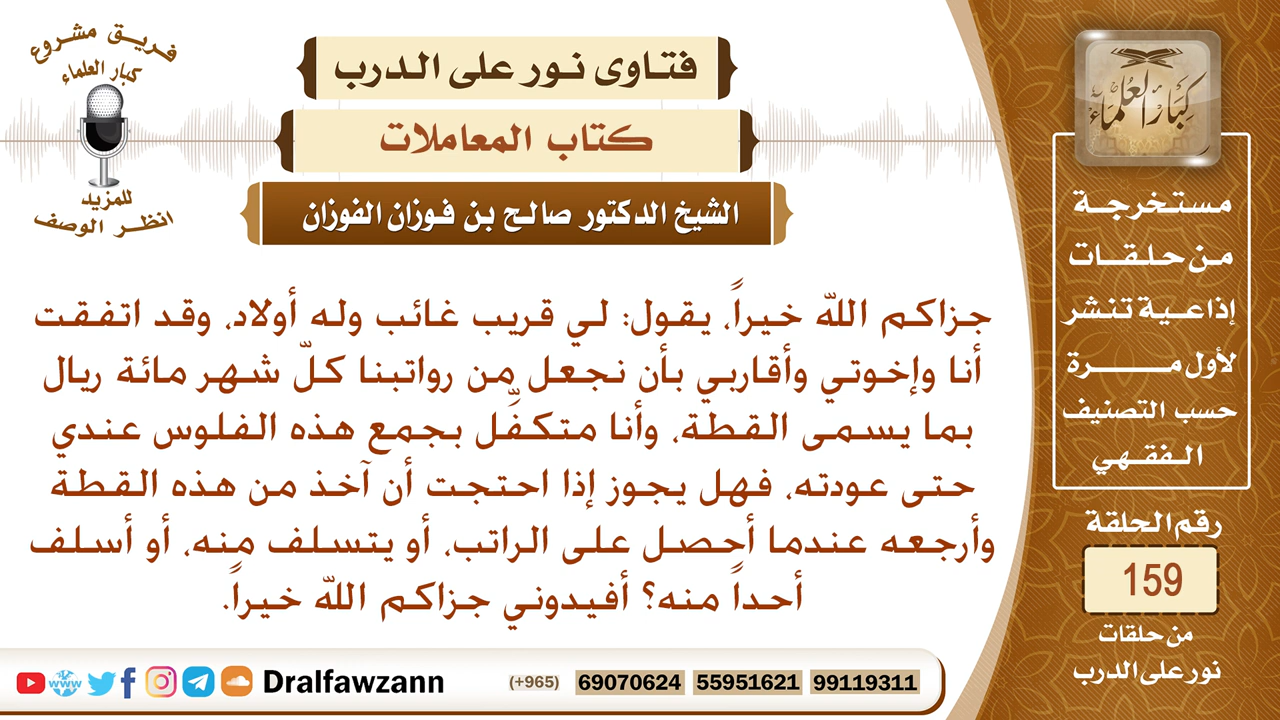 فريق مشروع
كبار العلماء
للمزيد
انظر الوصف
فتاوى نور على الدرب
كتاب المعاملات
الشيخ الدكتور صالح بن فوزان الفوزان
جزاكم الله خيراً، يقول: لي قريب غائب وله أولاد، وقد اتفقت
أنا وإخوتي وأقاربي بأن نجعل من رواتبنا كلّ شهر مائة ريال
بما يسمى القطة، وأنا متكفِّل بجمع هذه الفلوس عندي
حتى عودته، فهل يجوز إذا احتجت أن آخذ من هذه القطة
وأرجعه عندما أحصل على الراتب، أو يتسلف منه، أو أسلف
أحداً منه؟ أفيدوني جزاكم الله خيراً.
كبار العلماء
مستخرجة
من حلقات
إذاعية تنشر
لأول مرة
حسب التصنيف
الفقهي
رقم الحلقة
159
من حلقات
نور على الدرب
www Dralfawzann (+965) 69070624 55951621 99119311